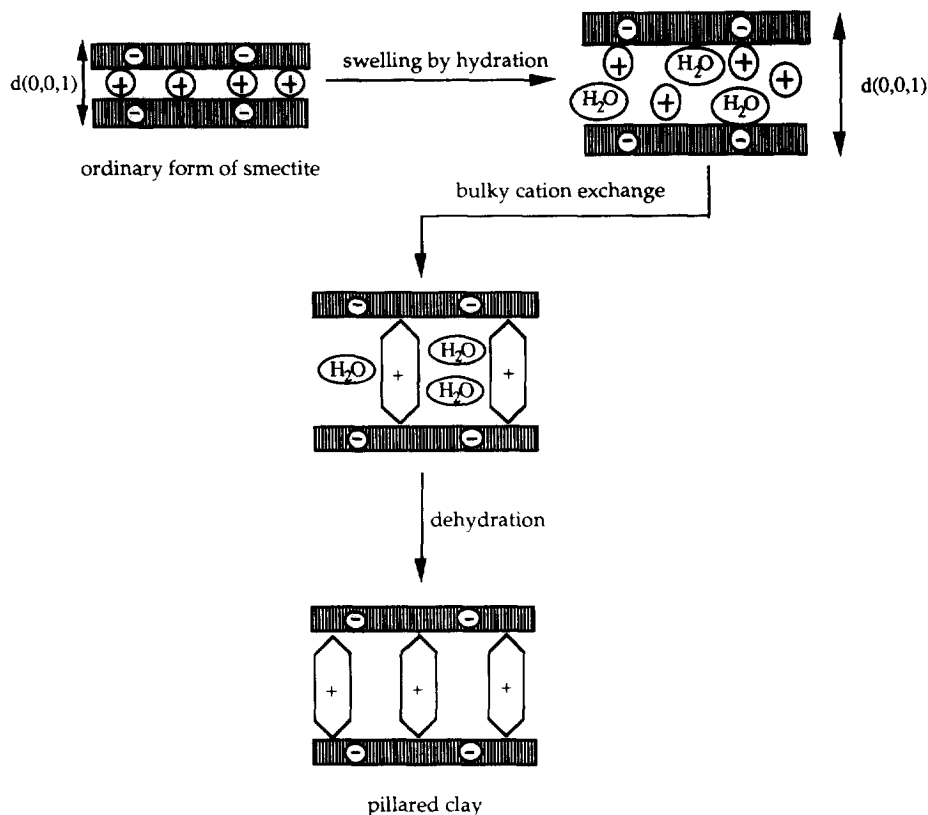 d(0,0,1)
- -
+ + + +
- -
ordinary form of smectite
swelling by hydration
- -
+ H₂O + +
H₂O + H₂O
- -
d(0,0,1)
bulky cation exchange
- -
H₂O + H₂O +
H₂O
- -
dehydration
- -
+ + +
- -
pillared clay